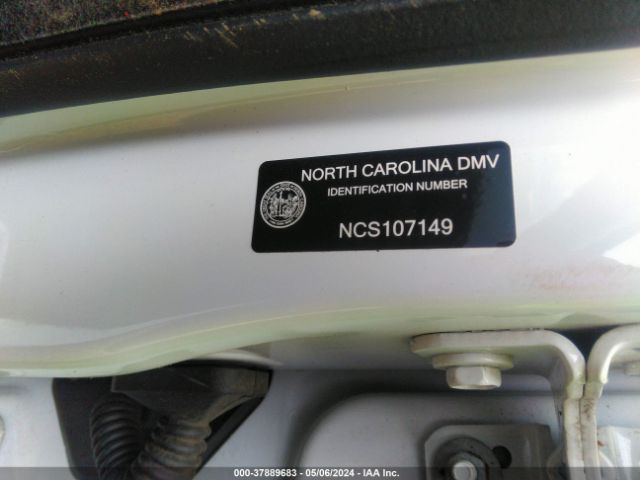 NORTH CAROLINA DMV
IDENTIFICATION NUMBER
NCS107149
000-37889683 / 05/06/2024 - IAA Inc.